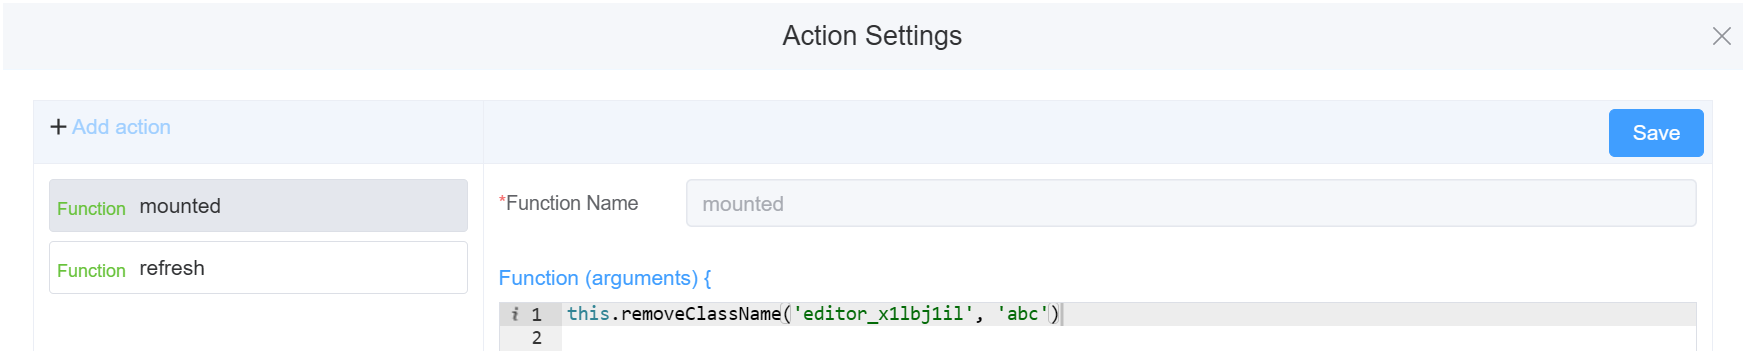 Action Settings
Add action
Save
Function mounted
Function refresh
*Function Name
mounted
Function (arguments) {
1 this.removeClassName('editor_x1lbj1il', 'abc')
2